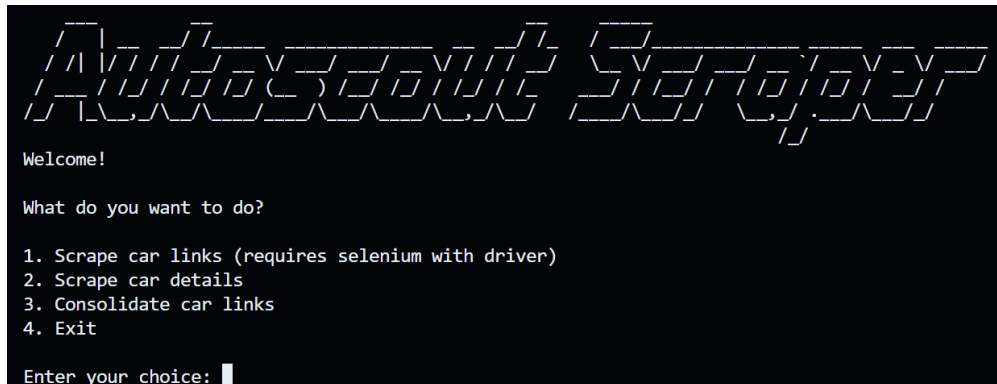 Autoscout Scraper
Welcome!
What do you want to do?
1. Scrape car links (requires selenium with driver)
2. Scrape car details
3. Consolidate car links
4. Exit
Enter your choice: